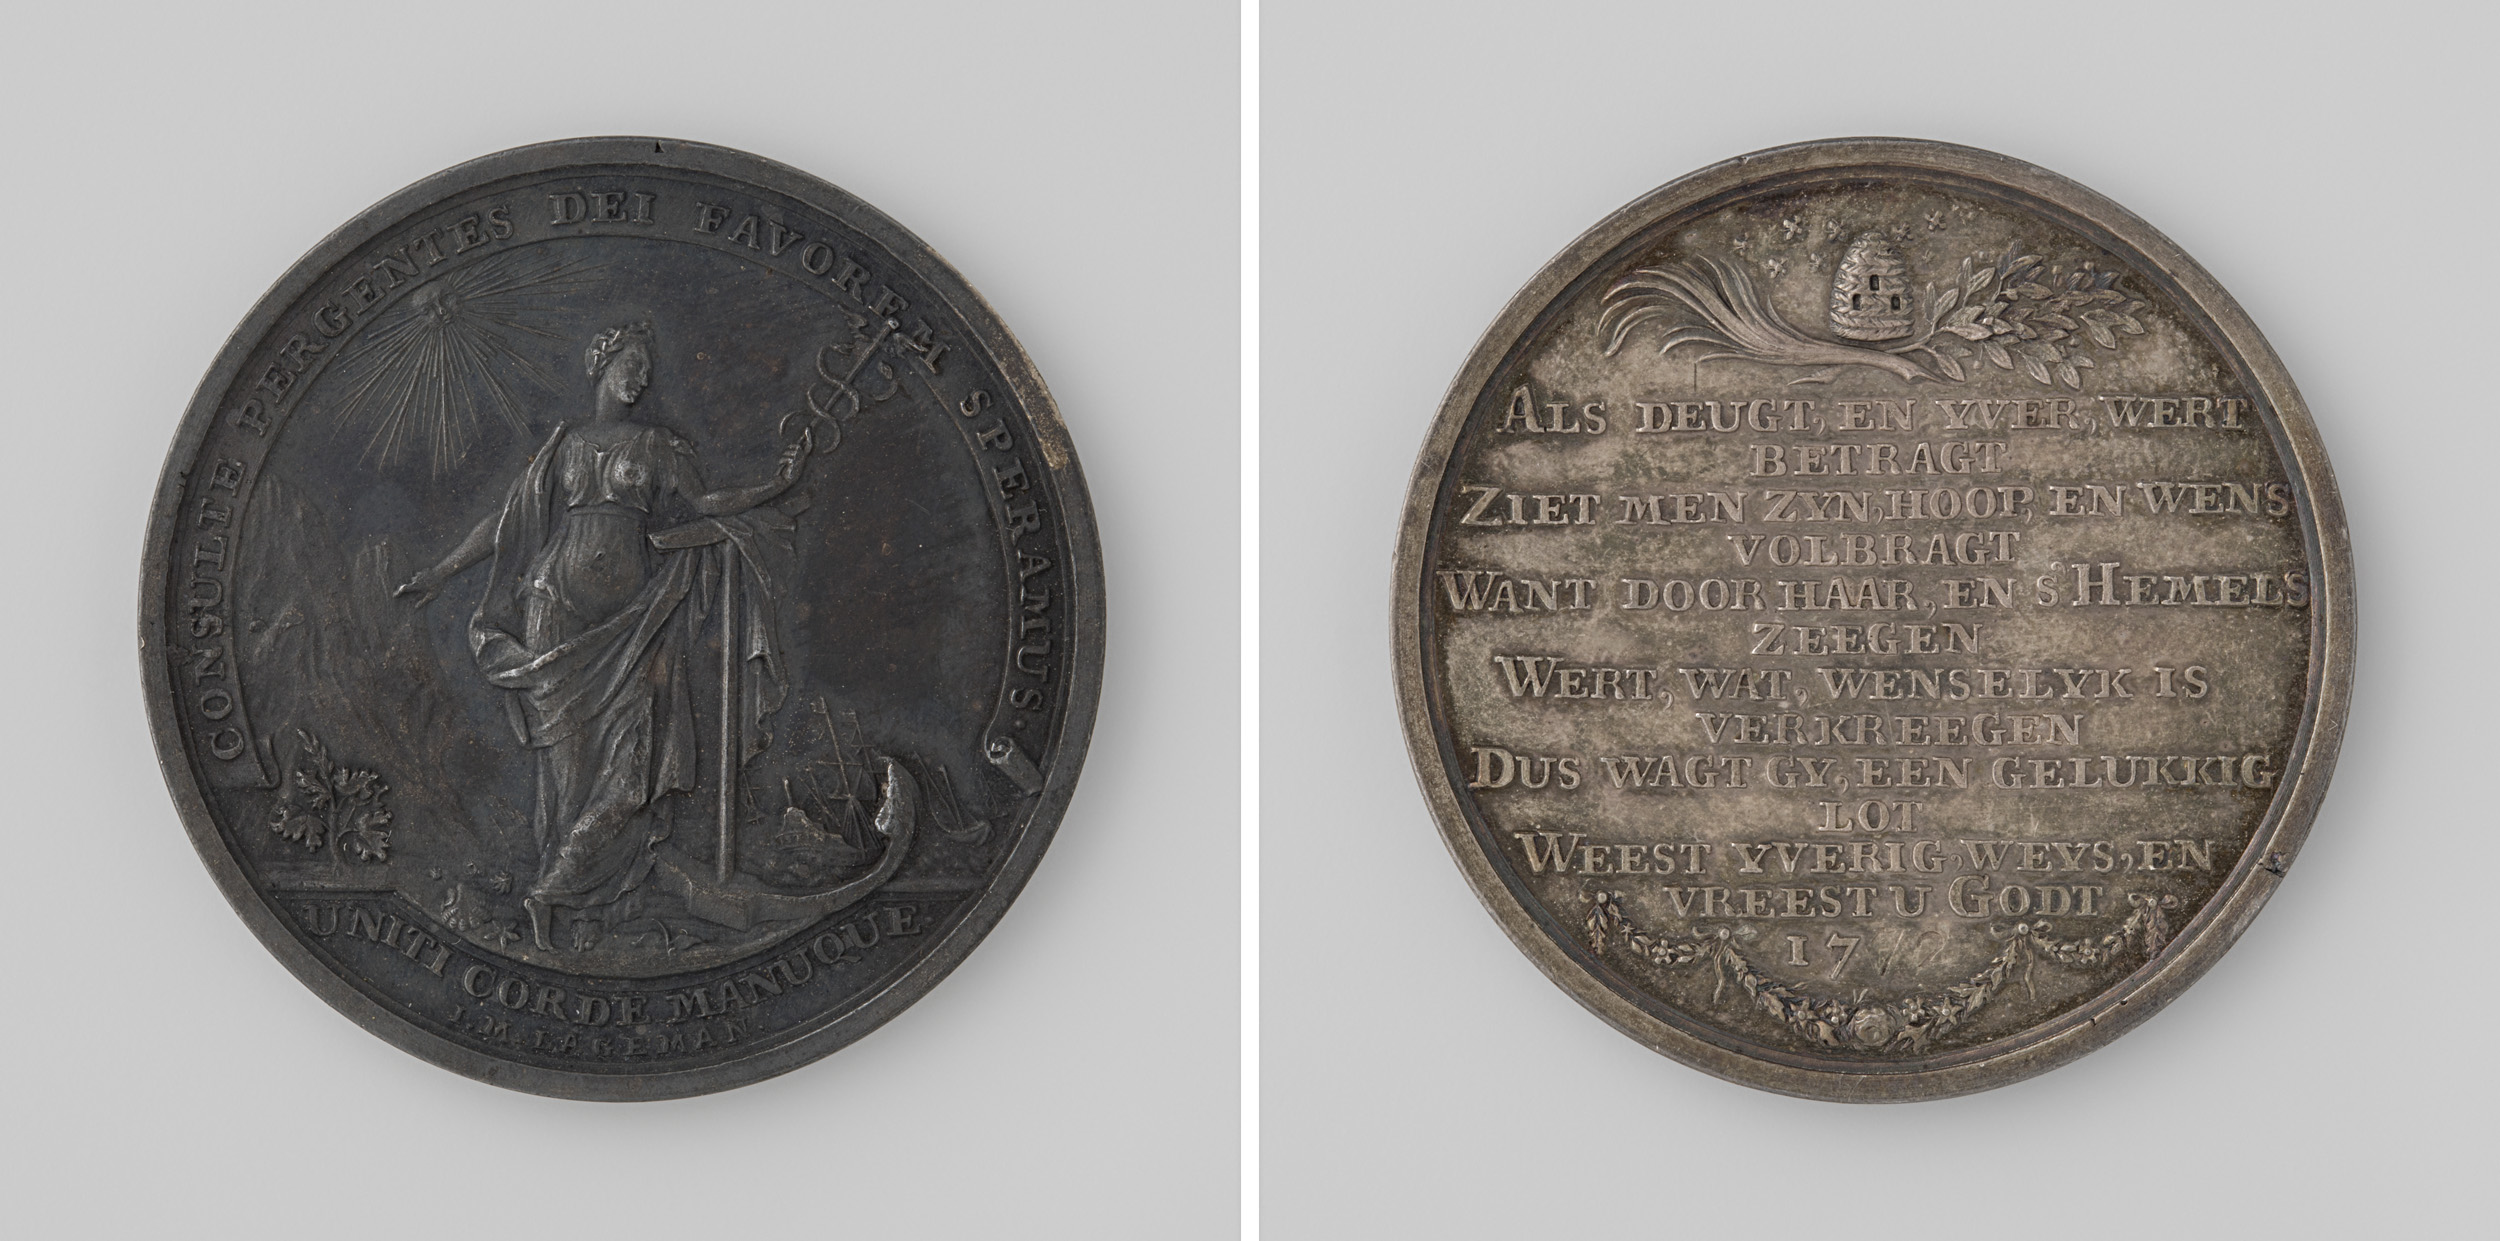 CONSULTE PERGENTES DEI FAVOREM SPERAMUS.
UNITI CORDE MANUQUE.
I.M. LAGEMAN
ALS DEUGT, EN YVER, WERT
BETRAGT
ZIET MEN ZYN, HOOP, EN WENS
VOLBRAGT
WANT DOOR HAAR, EN S'HEMELS
ZEEGEN
WERT, WAT, WENSELYK IS
VERKREEGEN
DUS WAGT GY, EEN GELUKKIG
LOT
WEEST YVERIG, WEYS, EN
VREEST U GODT
17